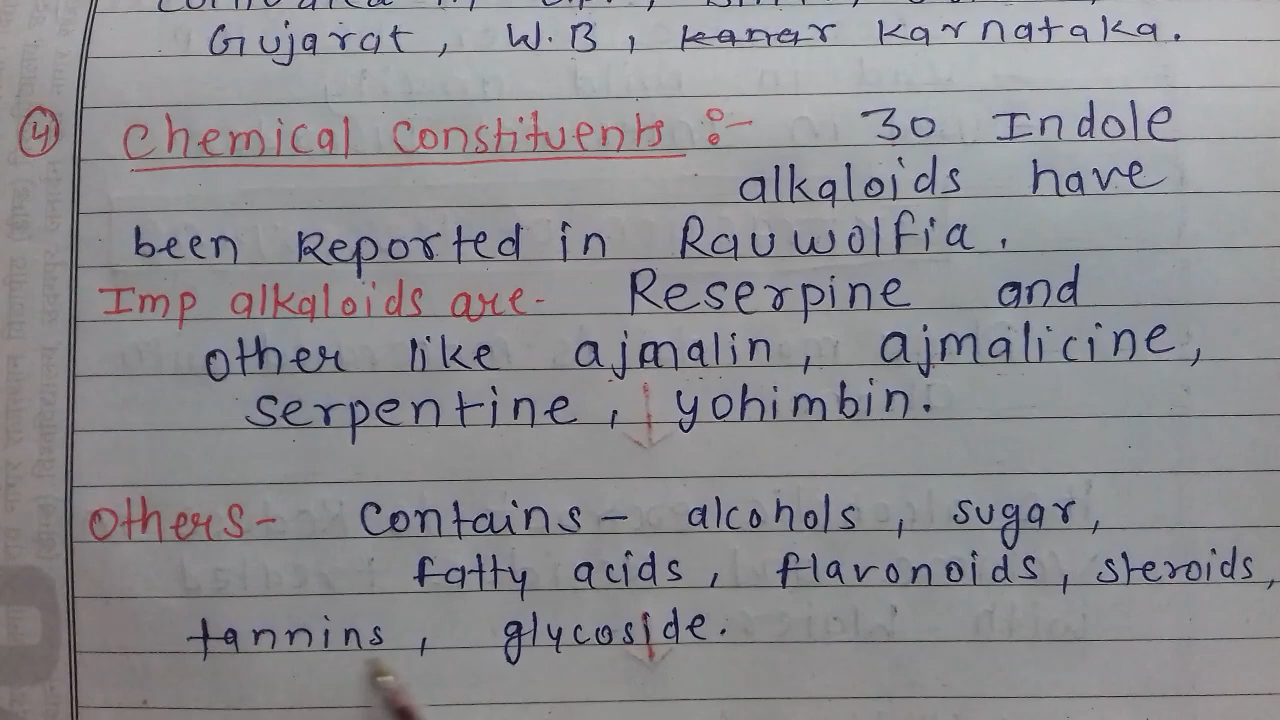 Gujarat, W.B, kanar Karnataka.
(4) Chemical Constituents :- 30 Indole
alkaloids have
been Reported in Rauwolfia.
Imp alkaloids are- Reserpine and
other like ajmalin, ajmalicine,
serpentine, yohimbin.
Others- Contains - alcohols, sugar,
fatty acids, flavonoids, steroids,
tannins, glycoside.